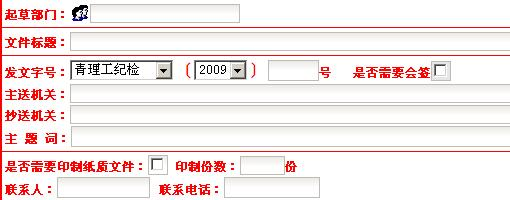 起草部门：
文件标题：
发文字号： 青理工纪检 〔 2009 〕 号 是否需要会签
主送机关：
抄送机关：
主 题 词：
是否需要印制纸质文件： 印制份数： 份
联系人： 联系电话：